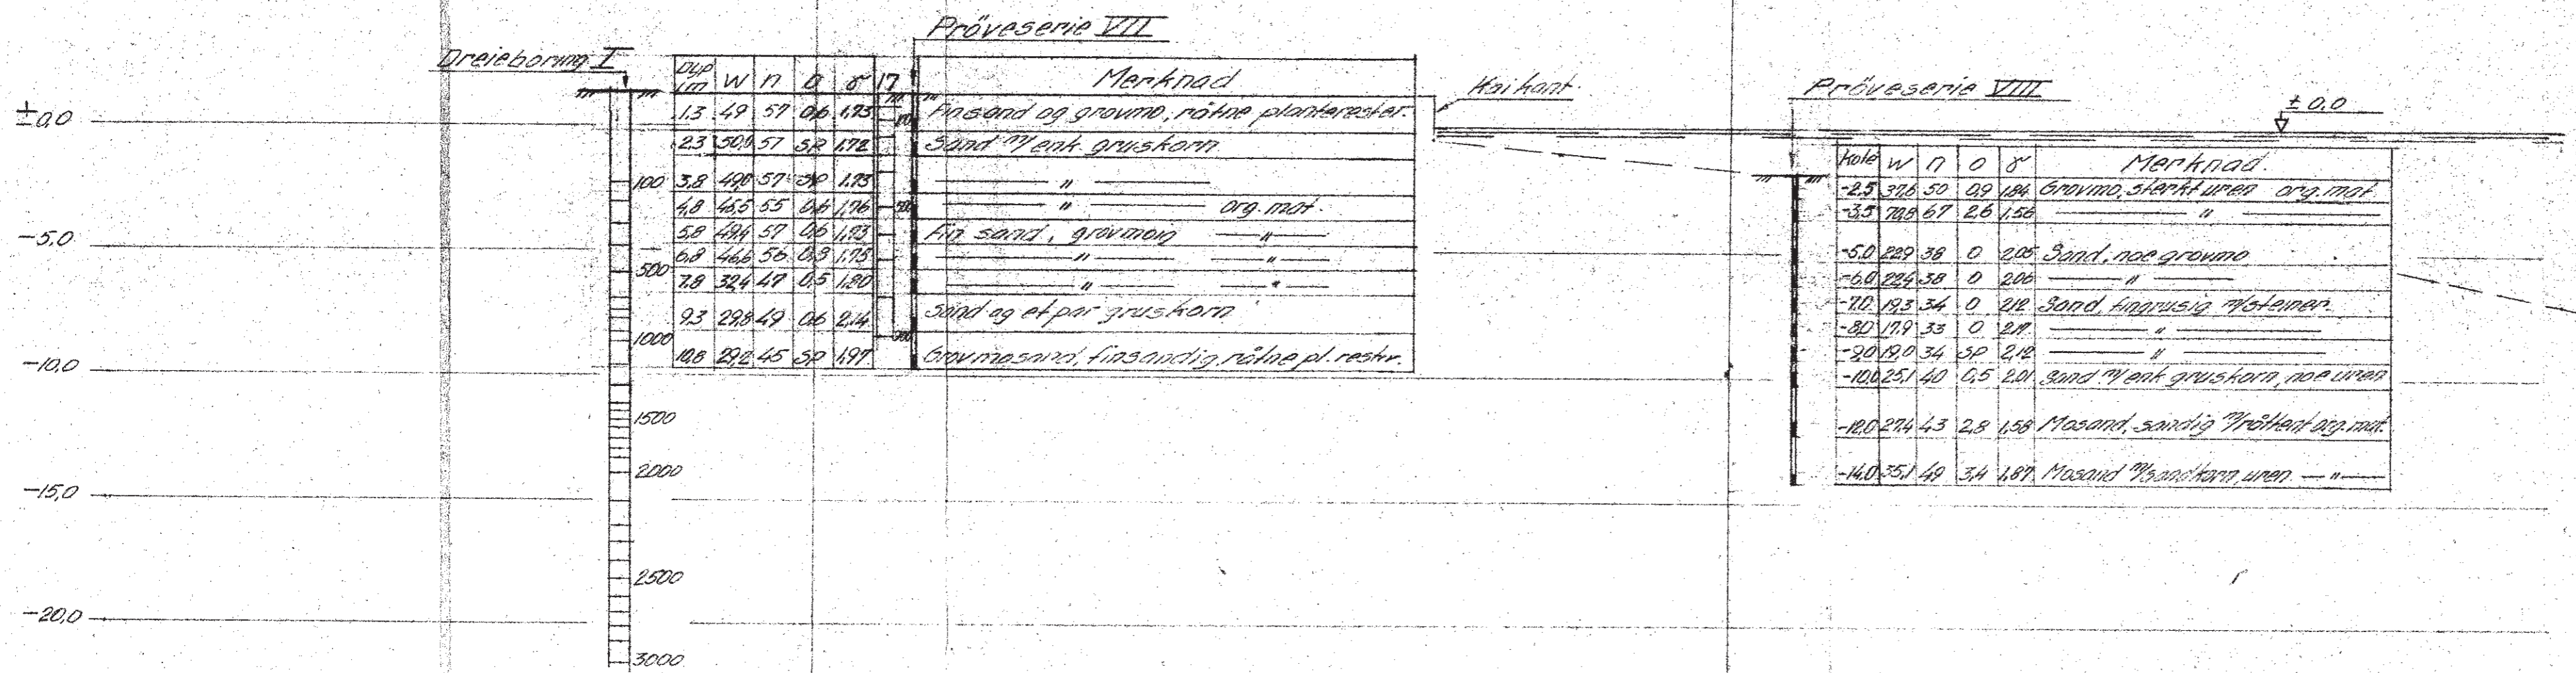 Pröveserie VII
Dreieboring I
Dyp i m W n O γ 17 Merknad
1,3 49 57 0,6 1,73 Finsand og grovmo, råtne planterester.
2,3 50,0 57 sp 1,72 Sand m/enk. gruskorn
3,8 49,0 57 sp 1,73 — " —
4,8 46,5 55 0,6 1,76 — " — org. mat.
5,8 49,4 57 0,6 1,73 Fin sand, grovmoig — " —
6,8 46,6 56 0,8 1,75 — " — — " —
7,8 32,4 47 0,5 1,80 — " — — " —
9,3 29,8 49 0,6 2,14 Sand og et par gruskorn
10,8 29,2 45 sp 1,97 Grovmosand, finsandig, råtne pl. rester.
Kai kant.
Pröveserie VIII
± 0,0
Kote W n O γ Merknad.
-2,5 37,6 50 0,9 1,84 Grovmo, sterkt uren org. mat.
-3,5 70,8 67 2,6 1,56 — " —
-5,0 22,9 38 0 2,05 Sand, noe grovmo
-6,0 22,4 38 0 2,06 — " —
-7,0 19,3 34 0 2,12 Sand, fingrusig m/steiner.
-8,0 17,9 33 0 2,17 — " —
-9,0 19,0 34 sp 2,12 — " —
-10,0 25,1 40 0,5 2,01 Sand m/enk gruskorn, noe uren
-12,0 27,4 43 2,8 1,58 Mosand, sandig m/råttent org. mat.
-14,0 35,1 49 3,4 1,87 Mosand m/sandkorn, uren — " —
±0,0
-5,0
-10,0
-15,0
-20,0
100
500
1000
1500
2000
2500
3000